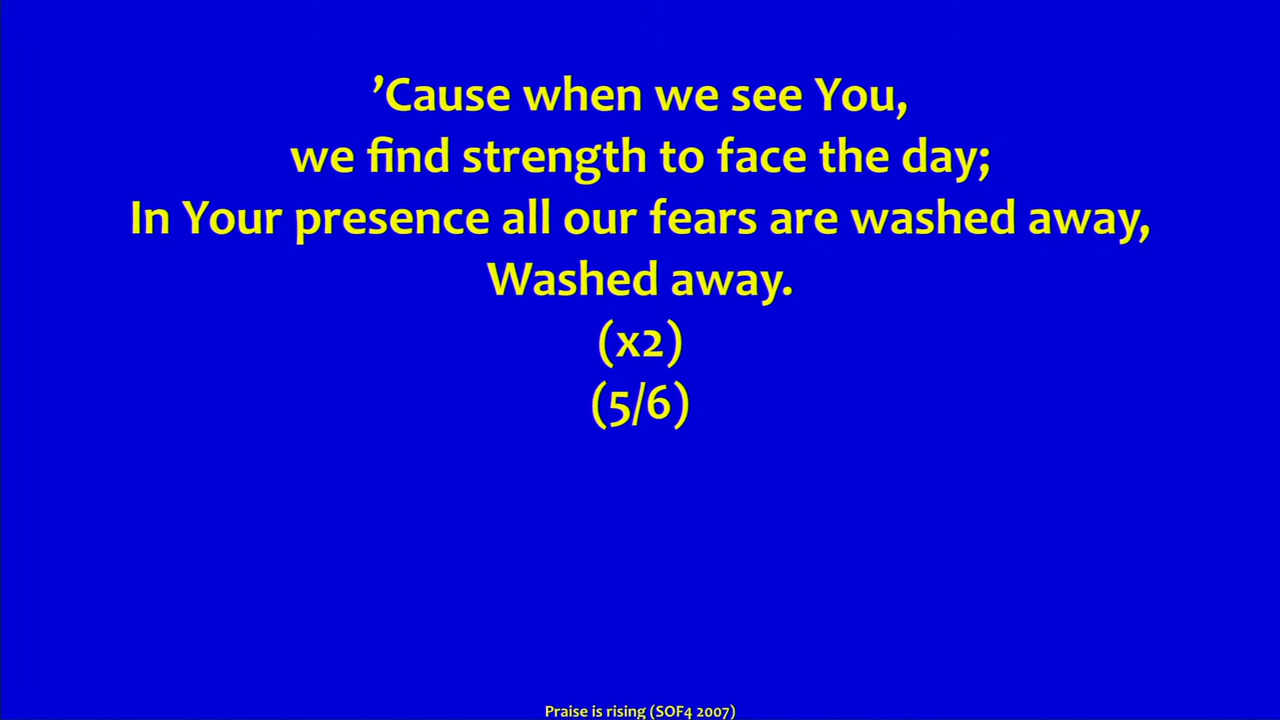 ’Cause when we see You,
we find strength to face the day;
In Your presence all our fears are washed away,
Washed away.
(x2)
(5/6)
Praise is rising (SOF4 2007)